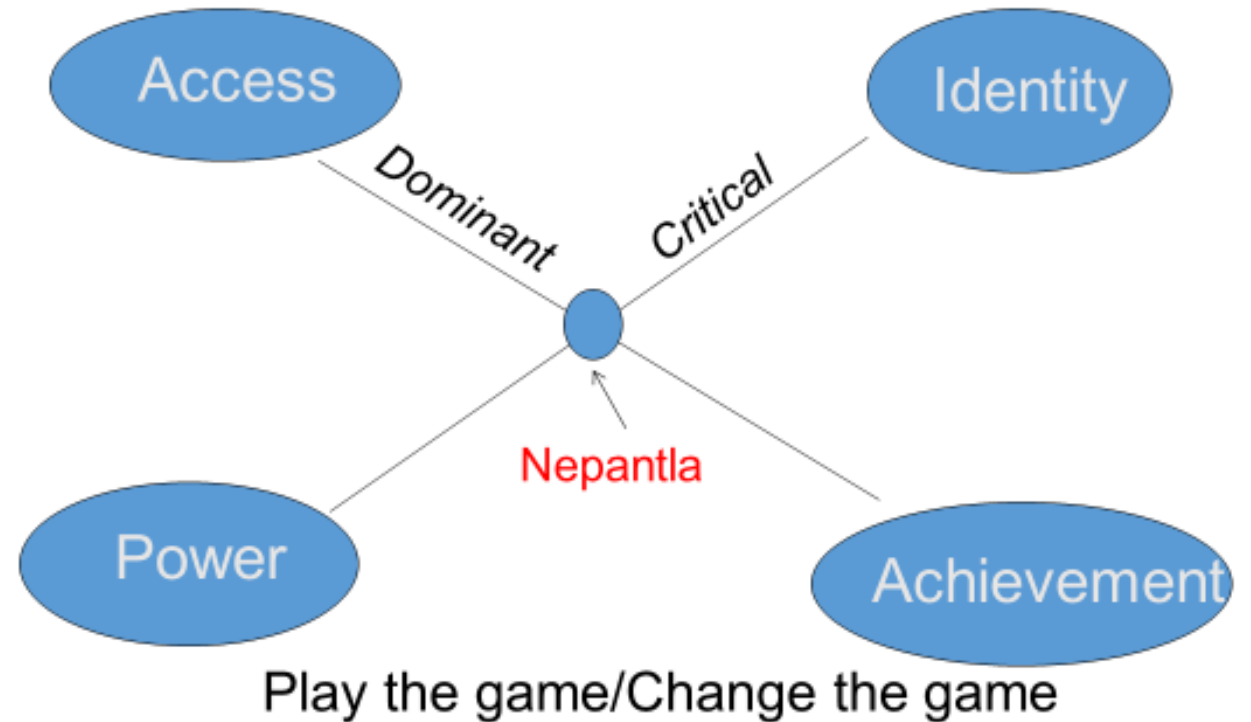 Access
Identity
Dominant
Critical
Nepantla
Power
Achievement
Play the game/Change the game